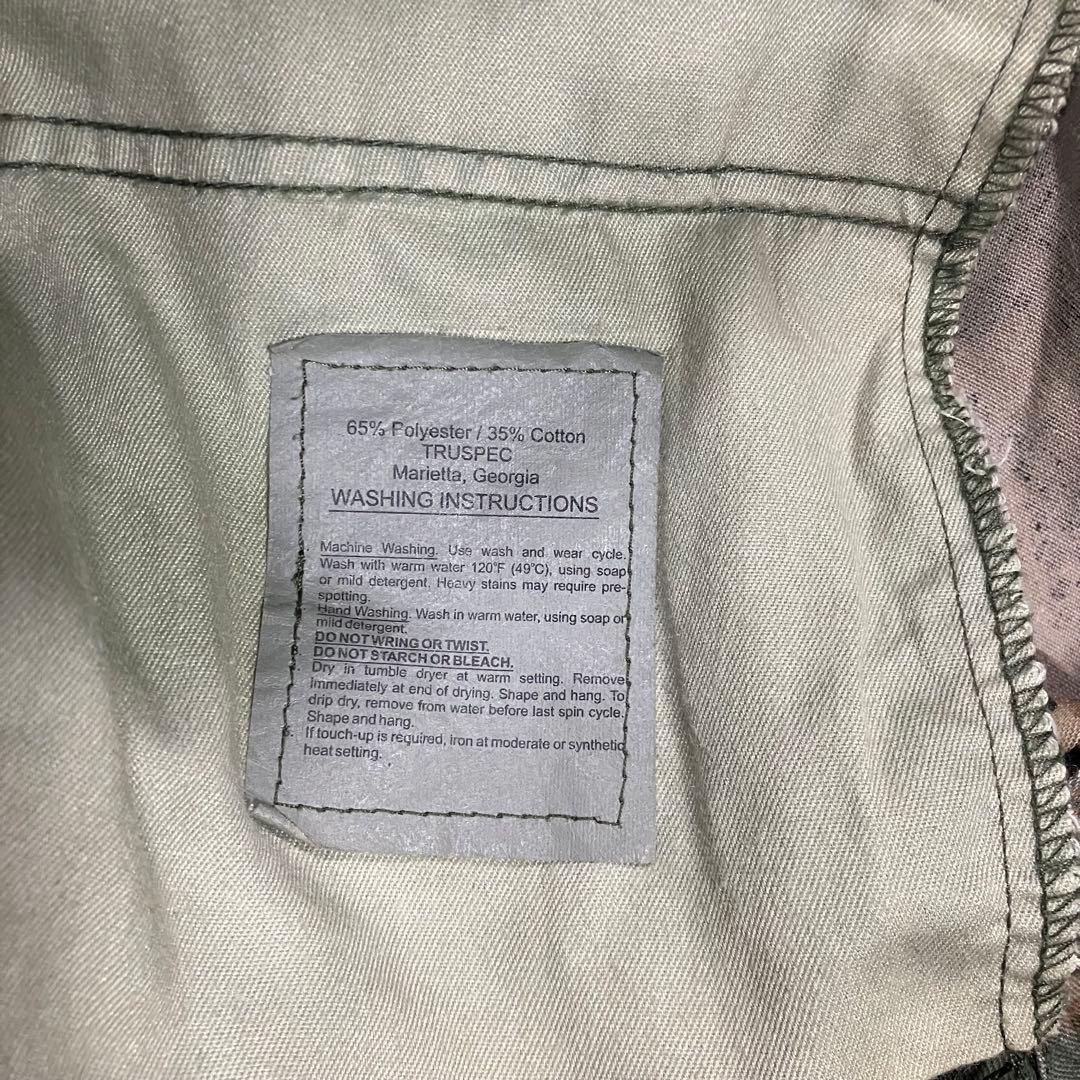 65% Polyester / 35% Cotton
TRUSPEC
Marietta, Georgia
WASHING INSTRUCTIONS
Machine Washing. Use wash and wear cycle.
Wash with warm water 120°F (49°C), using soap
or mild detergent. Heavy stains may require pre-
spotting.
Hand Washing. Wash in warm water, using soap or
mild detergent.
DO NOT WRING OR TWIST.
DO NOT STARCH OR BLEACH.
Dry in tumble dryer at warm setting. Remove
Immediately at end of drying. Shape and hang. To
drip dry, remove from water before last spin cycle.
Shape and hang.
If touch-up is required, iron at moderate or synthetic
heat setting.